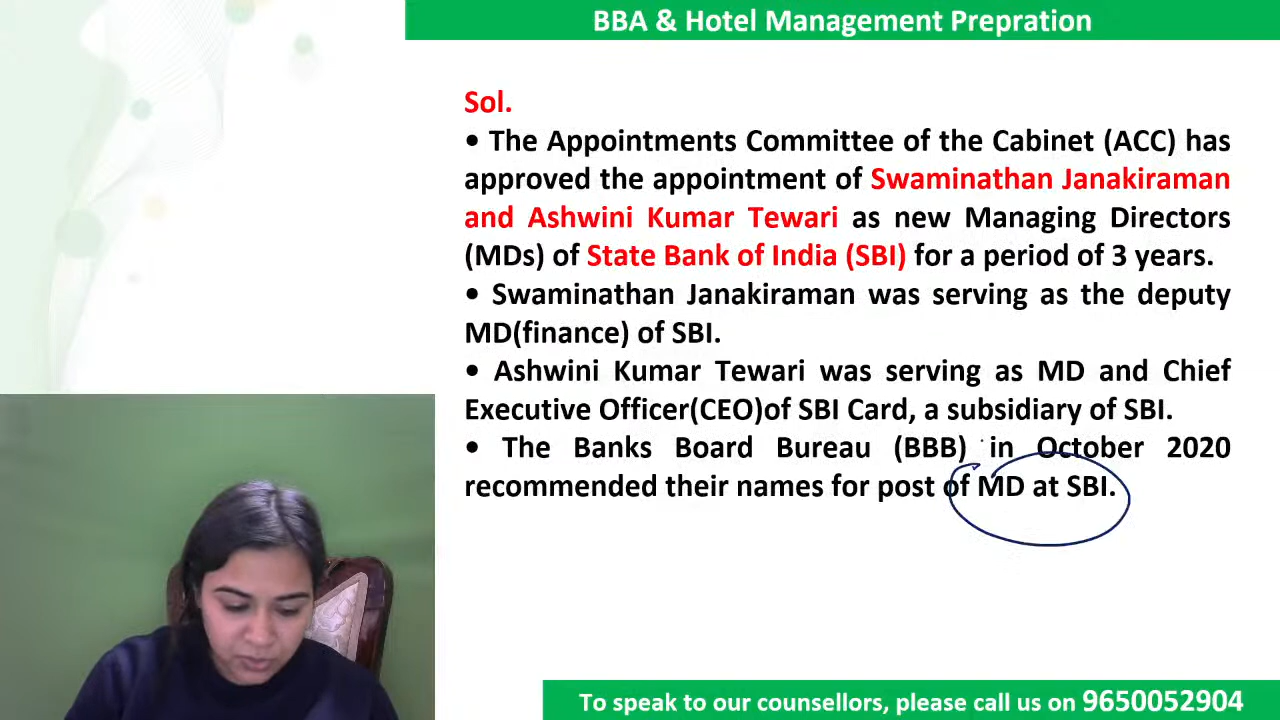 BBA & Hotel Management Prepration
Sol.
• The Appointments Committee of the Cabinet (ACC) has
approved the appointment of Swaminathan Janakiraman
and Ashwini Kumar Tewari as new Managing Directors
(MDs) of State Bank of India (SBI) for a period of 3 years.
• Swaminathan Janakiraman was serving as the deputy
MD(finance) of SBI.
• Ashwini Kumar Tewari was serving as MD and Chief
Executive Officer(CEO)of SBI Card, a subsidiary of SBI.
• The Banks Board Bureau (BBB) in October 2020
recommended their names for post of MD at SBI.
To speak to our counsellors, please call us on 9650052904